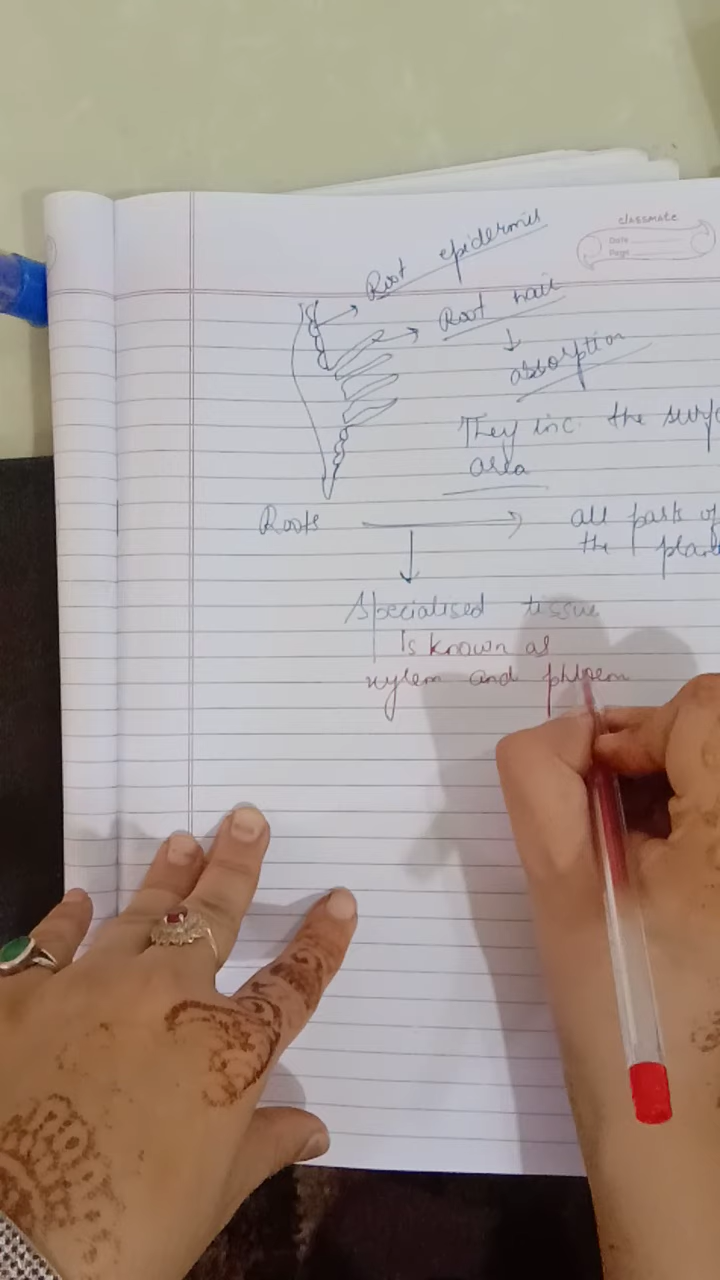 classmate
Date
Page
Root epidermis
Root hair
absorption
They inc. the surfa
area
Roots
all parts of
the plant
Specialised tissue
Is known as
xylem and phloem